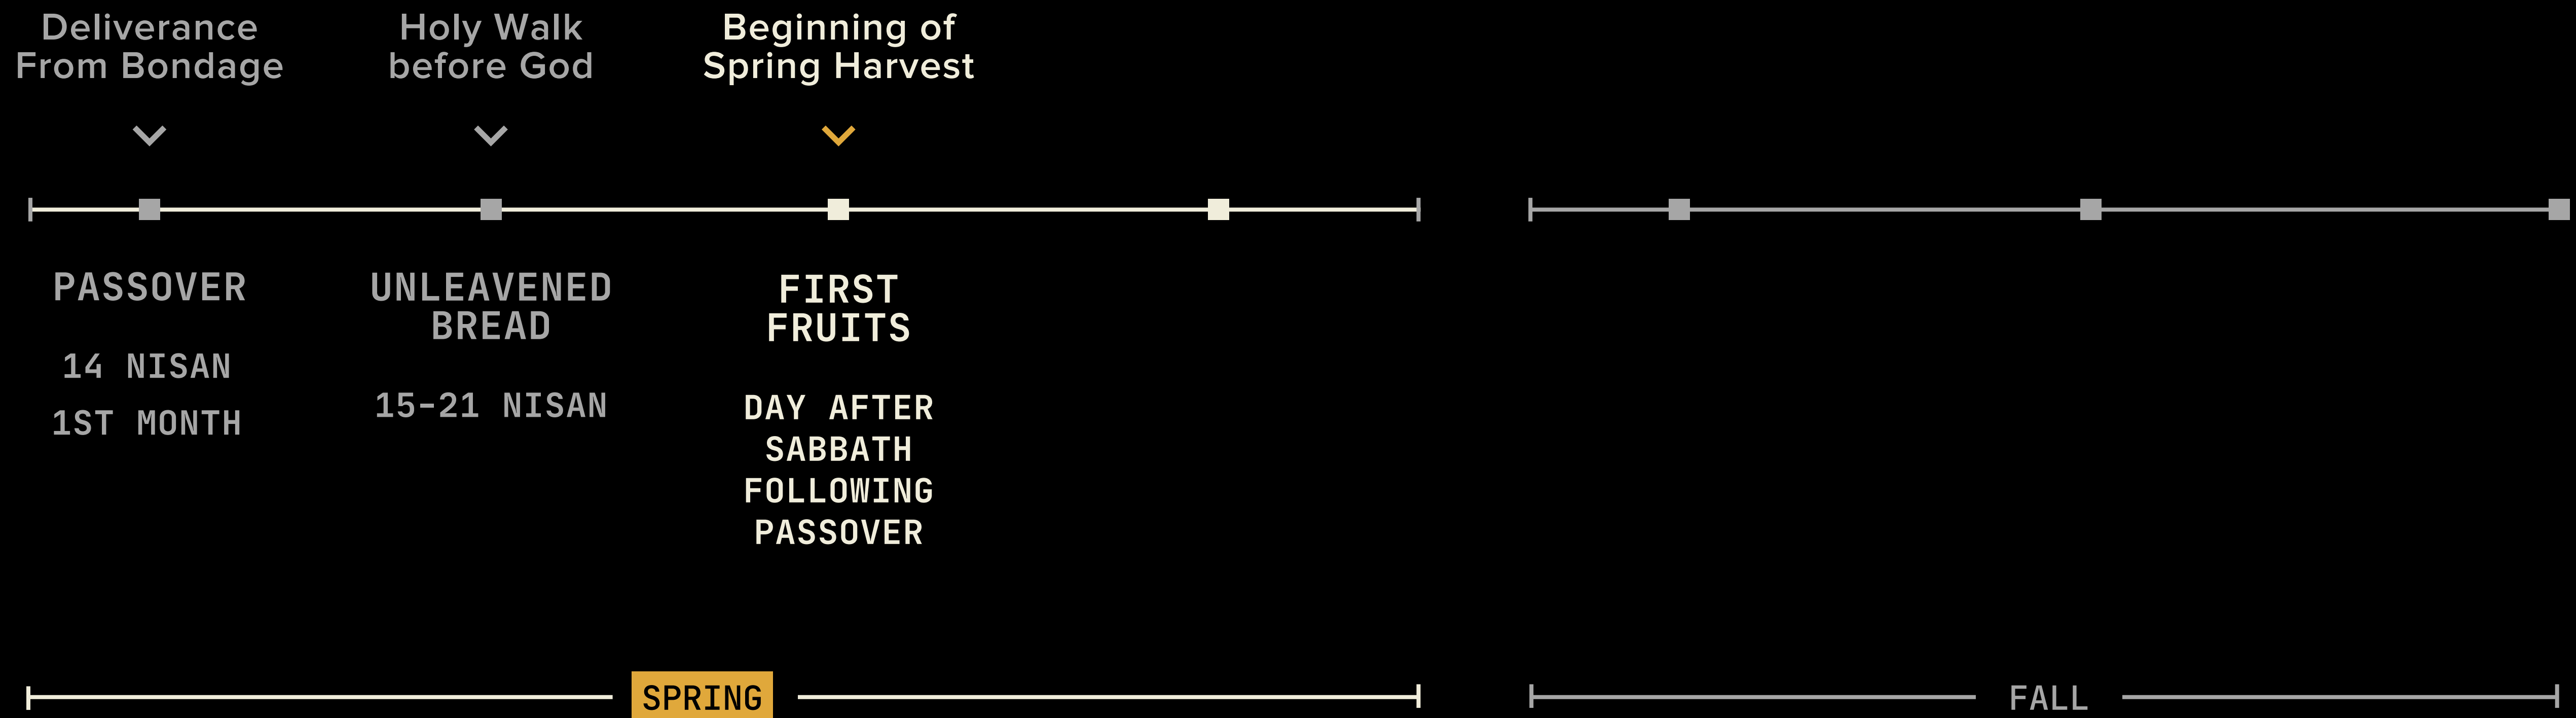 Deliverance
From Bondage
Holy Walk
before God
Beginning of
Spring Harvest
PASSOVER
14 NISAN
1ST MONTH
UNLEAVENED
BREAD
15-21 NISAN
FIRST
FRUITS
DAY AFTER
SABBATH
FOLLOWING
PASSOVER
SPRING
FALL